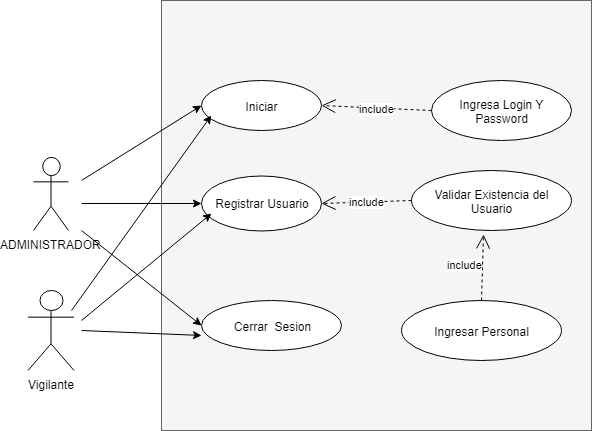 Iniciar
include
Ingresa Login Y
Password
Registrar Usuario
include
Validar Existencia del
Usuario
ADMINISTRADOR
include
Cerrar Sesion
Ingresar Personal
Vigilante